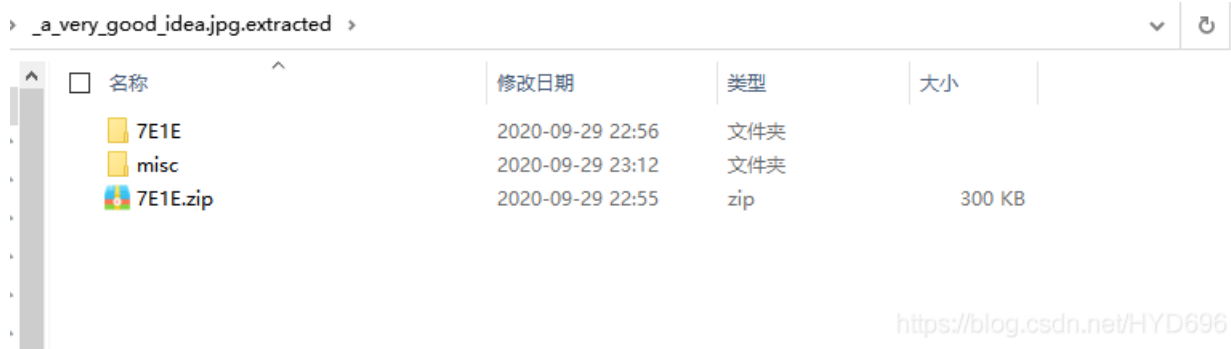 _a_very_good_idea.jpg.extracted
名称 修改日期 类型 大小
7E1E 2020-09-29 22:56 文件夹
misc 2020-09-29 23:12 文件夹
7E1E.zip 2020-09-29 22:55 zip 300 KB
https://blog.csdn.net/HYD696